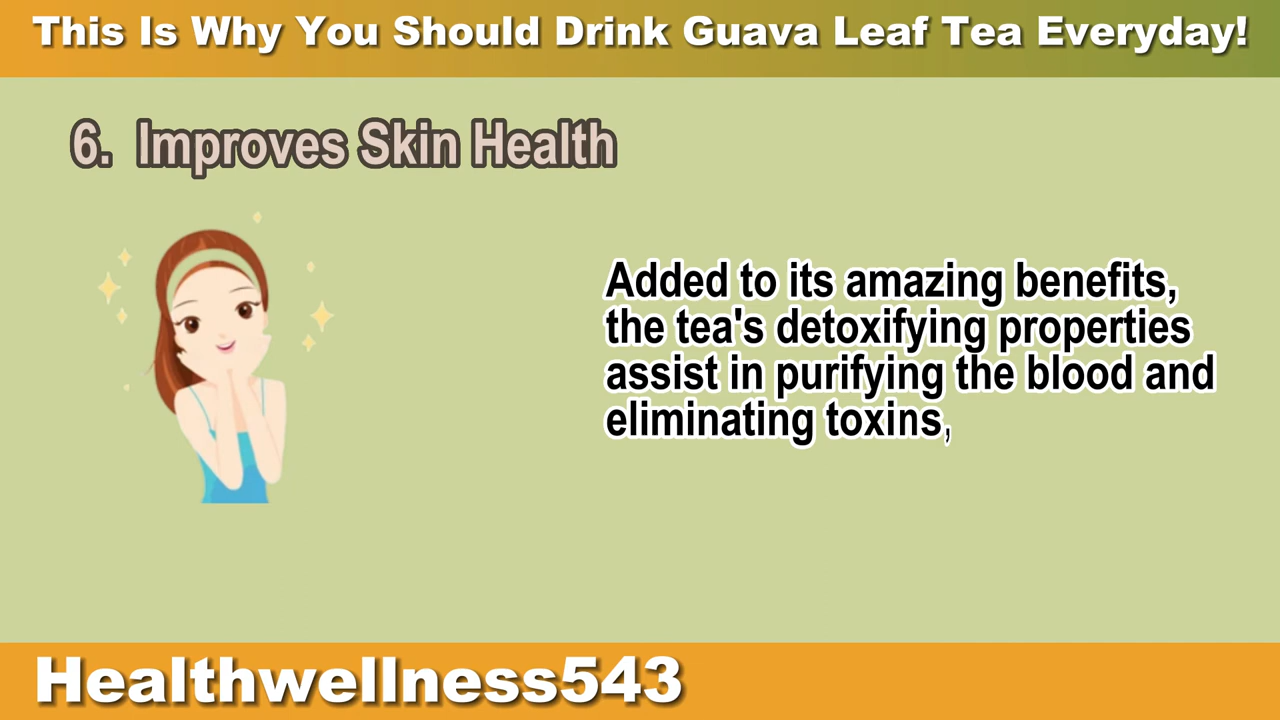 This Is Why You Should Drink Guava Leaf Tea Everyday!
6. Improves Skin Health
Added to its amazing benefits,
the tea's detoxifying properties
assist in purifying the blood and
eliminating toxins,
Healthwellness543